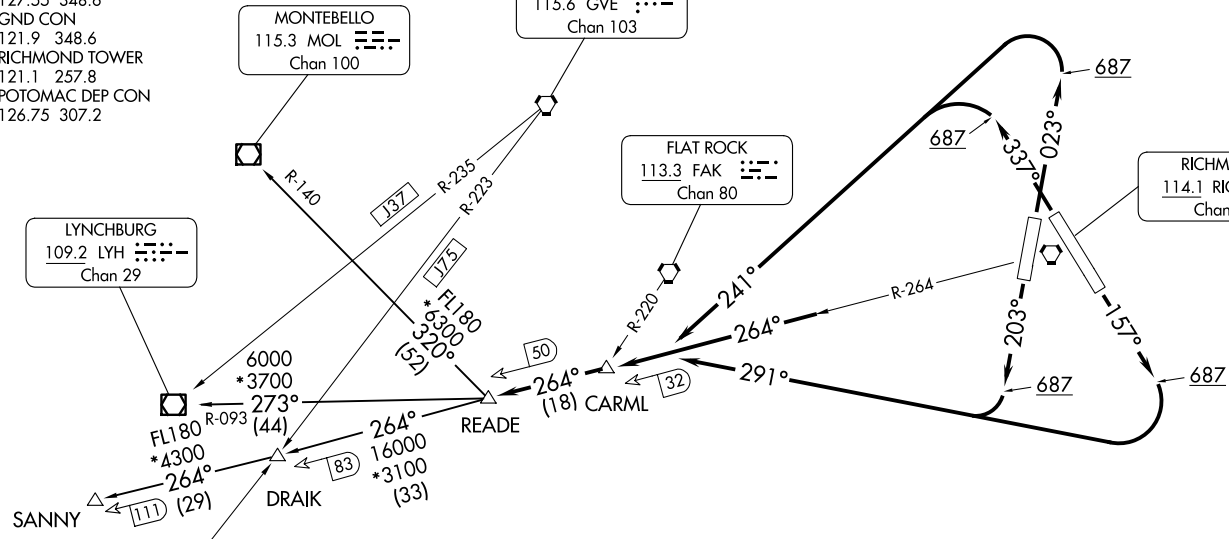 127.55 348.6
GND CON
121.9 348.6
RICHMOND TOWER
121.1 257.8
POTOMAC DEP CON
126.75 307.2
MONTEBELLO
115.3 MOL
Chan 100
115.6 GVE
Chan 103
FLAT ROCK
113.3 FAK
Chan 80
RICHM
114.1 RIC
Chan
LYNCHBURG
109.2 LYH
Chan 29
687
687
023°
337°
R-140
R-235
J37
R-223
J75
R-220
R-264
241°
264°
203°
157°
291°
687
687
FL180
*6300
320°
(52)
50
264°
(18)
CARML
32
6000
*3700
273°
(44)
R-093
READE
FL180
*4300
264°
(29)
264°
16000
*3100
(33)
83
DRAIK
111
SANNY